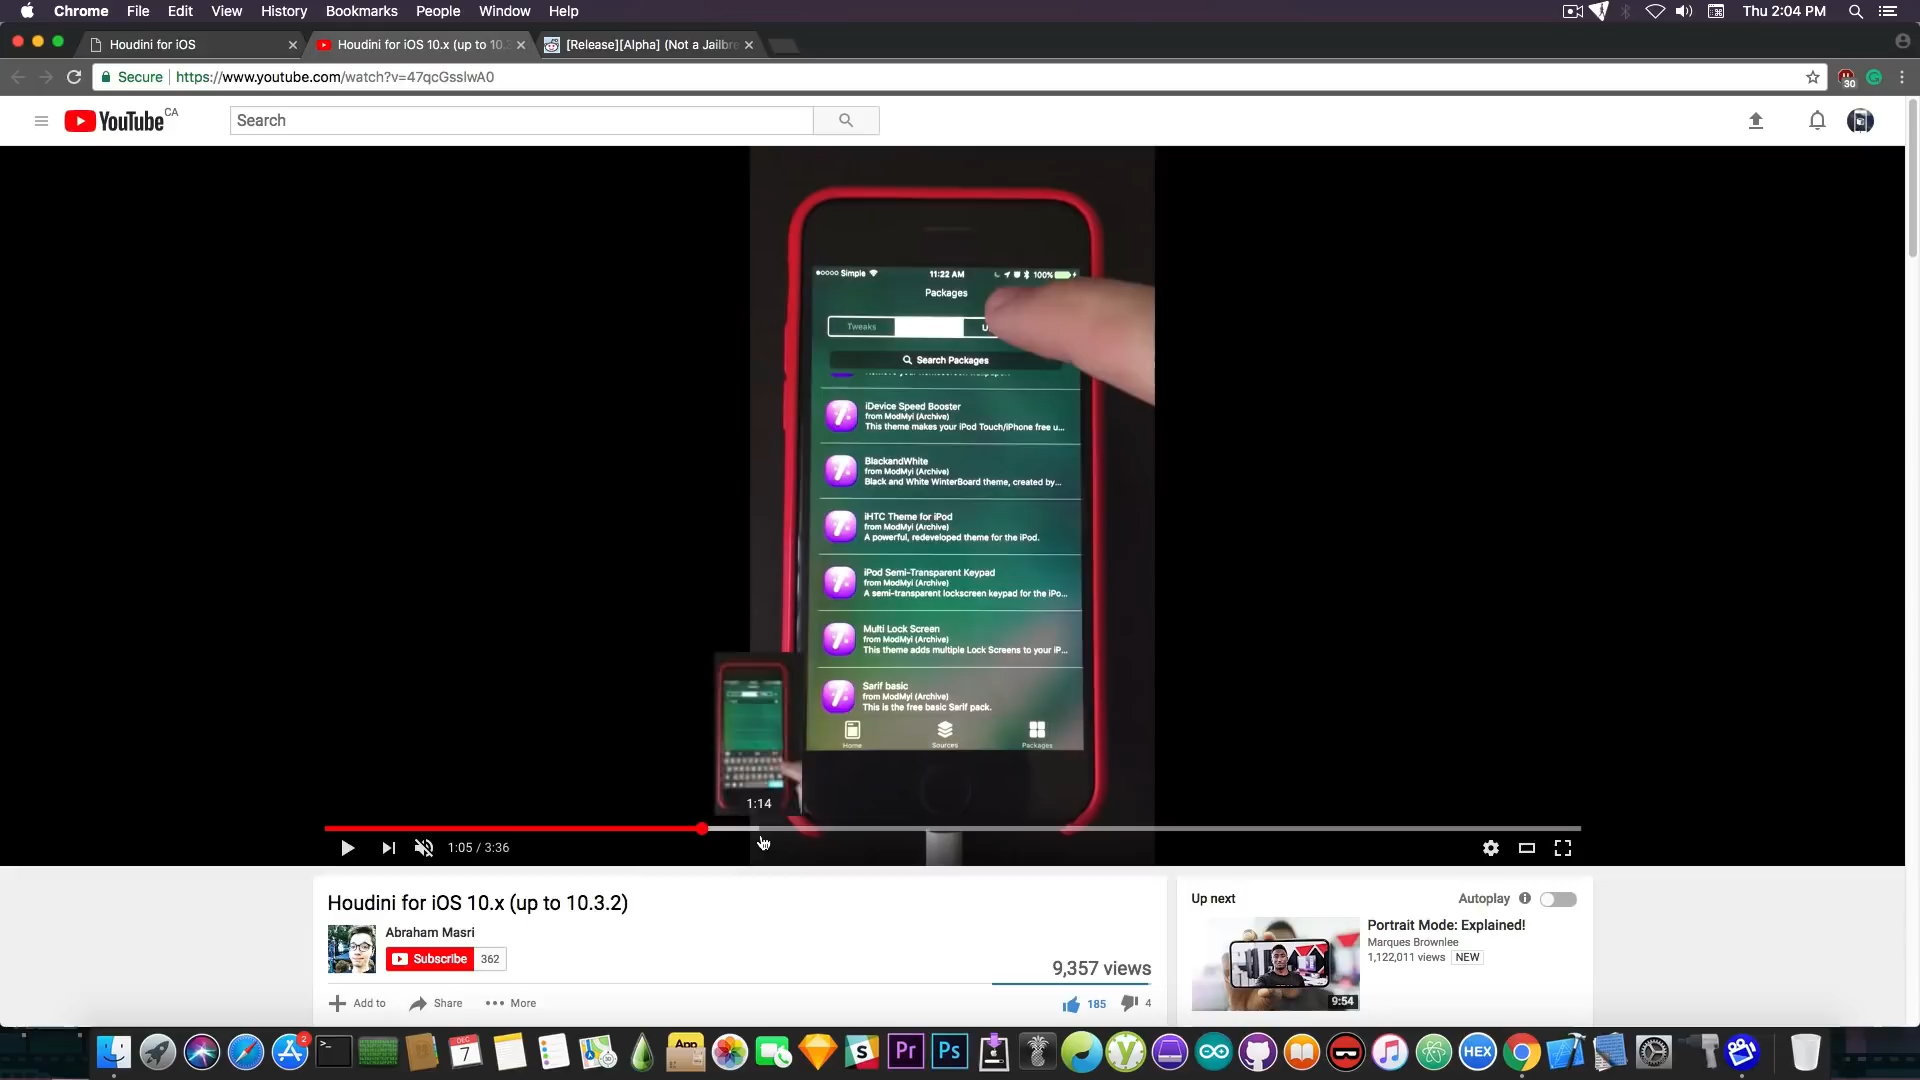 Chrome File Edit View History Bookmarks People Window Help
Thu 2:04 PM
Houdini for iOS
Houdini for iOS 10.x (up to 10.
[Release][Alpha] (Not a Jailbre
Secure https://www.youtube.com/watch?v=47qcGsslwA0
30
YouTube CA
Search
Simple 11:22 AM 100%
Packages
Tweaks
Search Packages
iDevice Speed Booster
from ModMyi (Archive)
This theme makes your iPod Touch/iPhone free u...
BlackandWhite
from ModMyi (Archive)
Black and White WinterBoard theme, created by...
iHTC Theme for iPod
from ModMyi (Archive)
A powerful, redeveloped theme for the iPod.
iPod Semi-Transparent Keypad
from ModMyi (Archive)
A semi-transparent lockscreen keypad for the iPo...
Multi Lock Screen
from ModMyi (Archive)
This theme adds multiple Lock Screens to your iP...
Sarif basic
from ModMyi (Archive)
This is the free basic Sarif pack.
Home Sources Packages
1:14
1:05 / 3:36
Houdini for iOS 10.x (up to 10.3.2)
Abraham Masri
Subscribe 362
9,357 views
Add to Share More
185 4
Up next Autoplay
Portrait Mode: Explained!
Marques Brownlee
1,122,011 views NEW
9:54
2
DEC
7
App
Pr
Ps
HEX